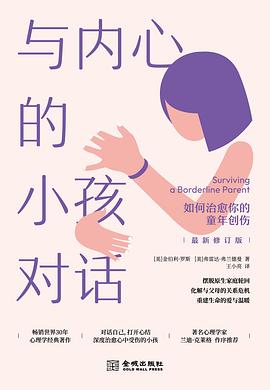 与内心
的
小孩
对话
Surviving
a Borderline Parent
如何治愈你的
童年创伤
最新修订版
[美]金伯利·罗斯 [美]弗雷达·弗兰德曼
王小亮 译
摆脱原生家庭轮回
化解与父母的关系危机
重建生命的爱与温暖
畅销世界30年
心理学经典著作
对话自己，打开心结
深度治愈心中受伤的小孩
著名心理学家
兰迪·克莱格 作序推荐
金城出版社
GOLD WALL PRESS